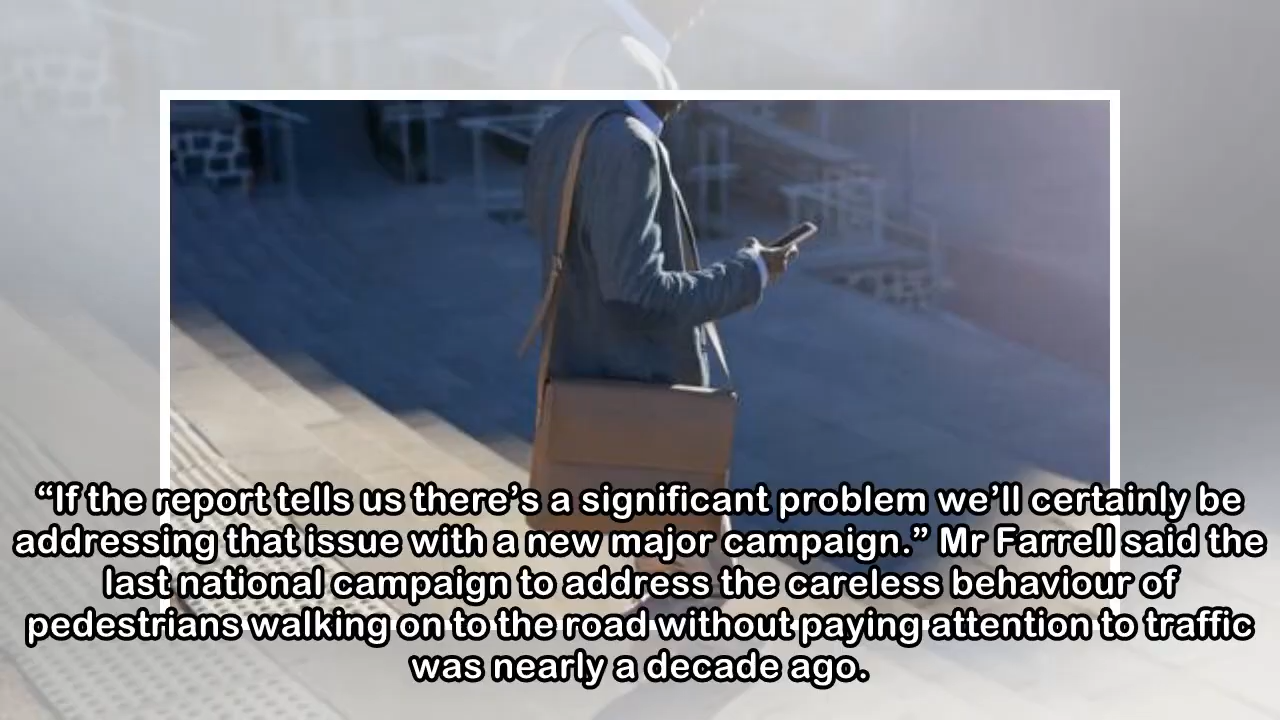 “If the report tells us there’s a significant problem we’ll certainly be
addressing that issue with a new major campaign.” Mr Farrell said the
last national campaign to address the careless behaviour of
pedestrians walking on to the road without paying attention to traffic
was nearly a decade ago.